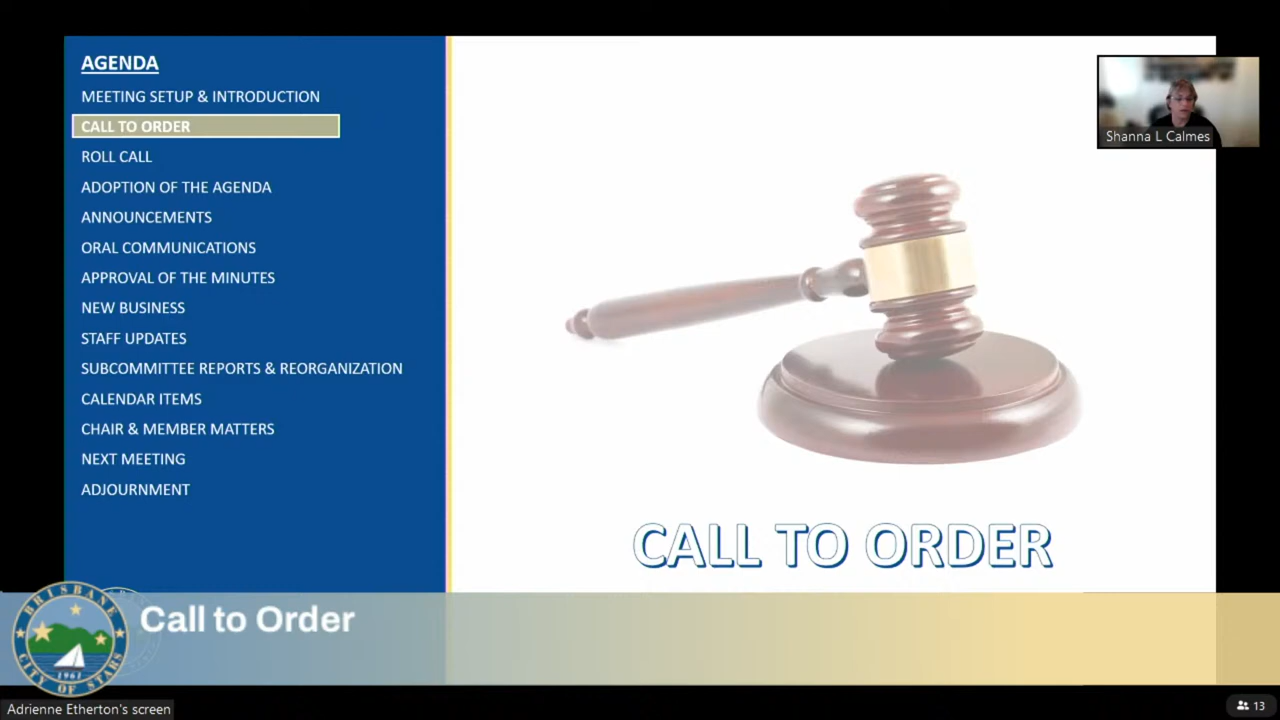 AGENDA
MEETING SETUP & INTRODUCTION
CALL TO ORDER
ROLL CALL
ADOPTION OF THE AGENDA
ANNOUNCEMENTS
ORAL COMMUNICATIONS
APPROVAL OF THE MINUTES
NEW BUSINESS
STAFF UPDATES
SUBCOMMITTEE REPORTS & REORGANIZATION
CALENDAR ITEMS
CHAIR & MEMBER MATTERS
NEXT MEETING
ADJOURNMENT
Shanna L Calmes
CALL TO ORDER
BRISBANE
CITY OF STARS
1961
Call to Order
Adrienne Etherton's screen
13